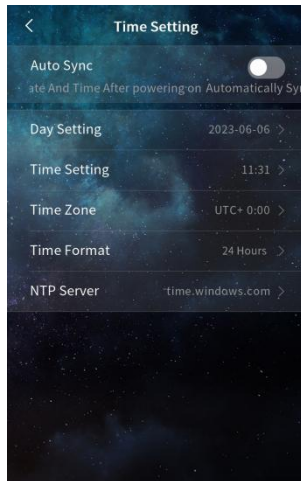 Time Setting
Auto Sync
ate And Time After powering on Automatically Sy
Day Setting 2023-06-06
Time Setting 11:31
Time Zone UTC+ 0:00
Time Format 24 Hours
NTP Server time.windows.com